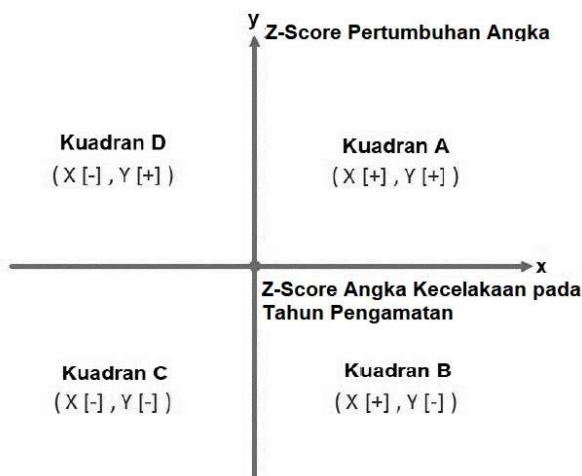 y
Z-Score Pertumbuhan Angka
Kuadran D
( X [-] , Y [+] )
Kuadran A
( X [+] , Y [+] )
x
Z-Score Angka Kecelakaan pada
Tahun Pengamatan
Kuadran C
( X [-] , Y [-] )
Kuadran B
( X [+] , Y [-] )